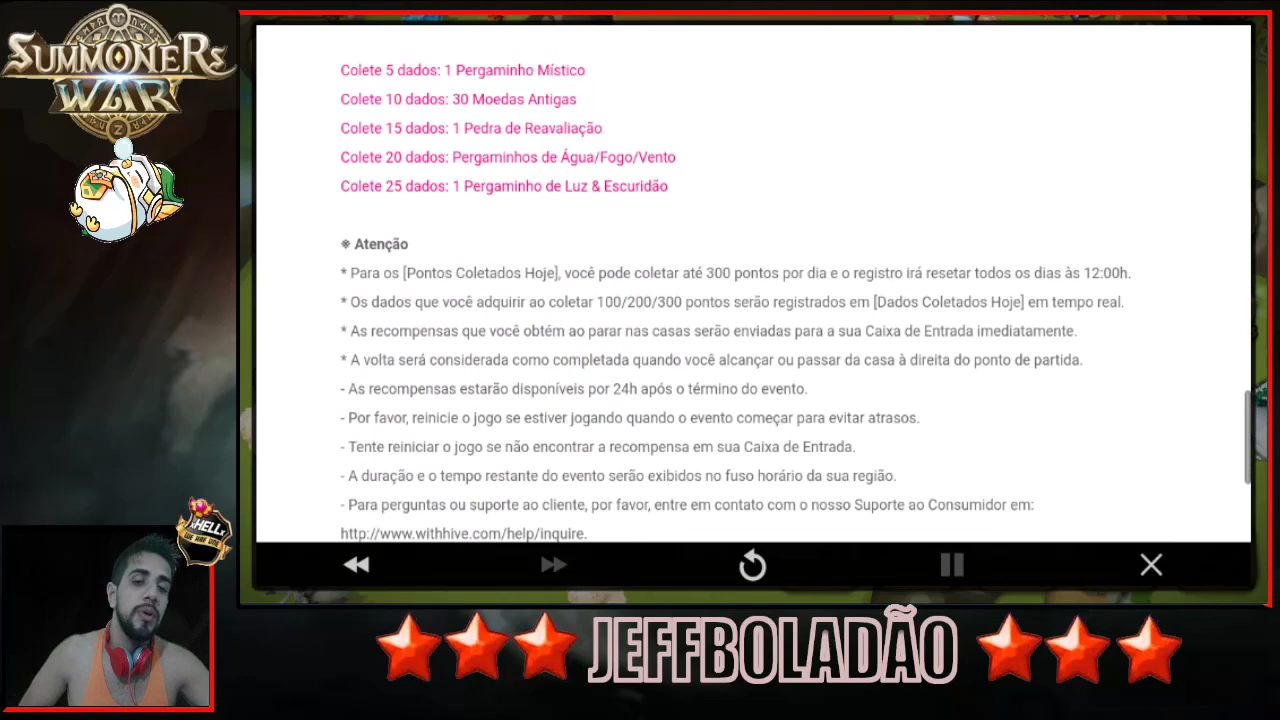 SUMMONERS
WAR
Colete 5 dados: 1 Pergaminho Místico
Colete 10 dados: 30 Moedas Antigas
Colete 15 dados: 1 Pedra de Reavaliação
Colete 20 dados: Pergaminhos de Água/Fogo/Vento
Colete 25 dados: 1 Pergaminho de Luz & Escuridão
※ Atenção
* Para os [Pontos Coletados Hoje], você pode coletar até 300 pontos por dia e o registro irá resetar todos os dias às 12:00h.
* Os dados que você adquirir ao coletar 100/200/300 pontos serão registrados em [Dados Coletados Hoje] em tempo real.
* As recompensas que você obtém ao parar nas casas serão enviadas para a sua Caixa de Entrada imediatamente.
* A volta será considerada como completada quando você alcançar ou passar da casa à direita do ponto de partida.
- As recompensas estarão disponíveis por 24h após o término do evento.
- Por favor, reinicie o jogo se estiver jogando quando o evento começar para evitar atrasos.
- Tente reiniciar o jogo se não encontrar a recompensa em sua Caixa de Entrada.
- A duração e o tempo restante do evento serão exibidos no fuso horário da sua região.
- Para perguntas ou suporte ao cliente, por favor, entre em contato com o nosso Suporte ao Consumidor em:
http://www.withhive.com/help/inquire.
HELL
WE ARE ONE
JEFFBOLADÃO